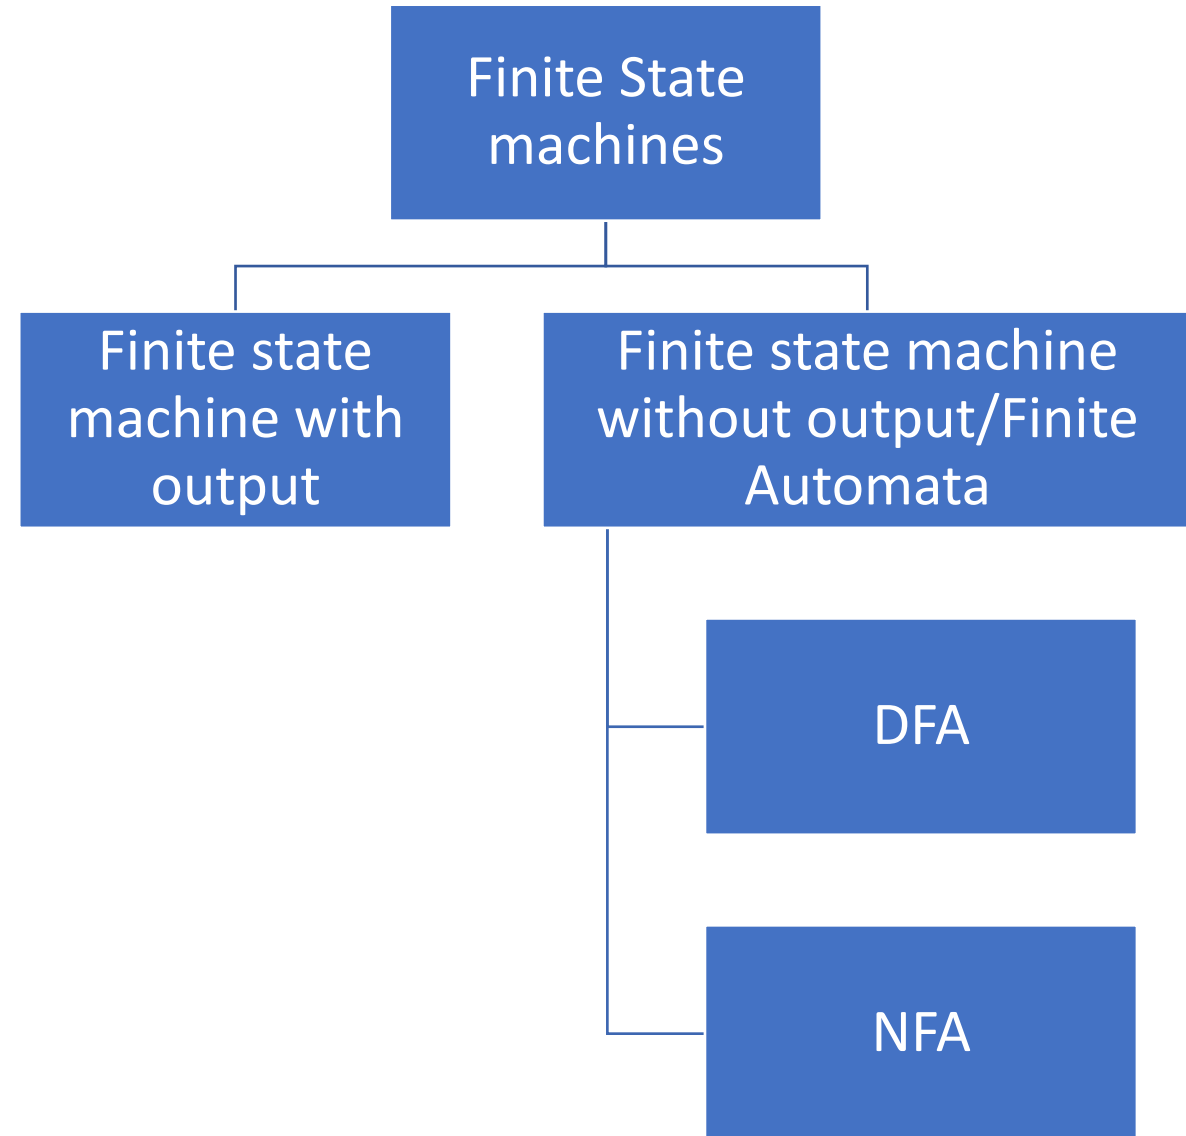 Finite State
machines
Finite state
machine with
output
Finite state machine
without output/Finite
Automata
DFA
NFA